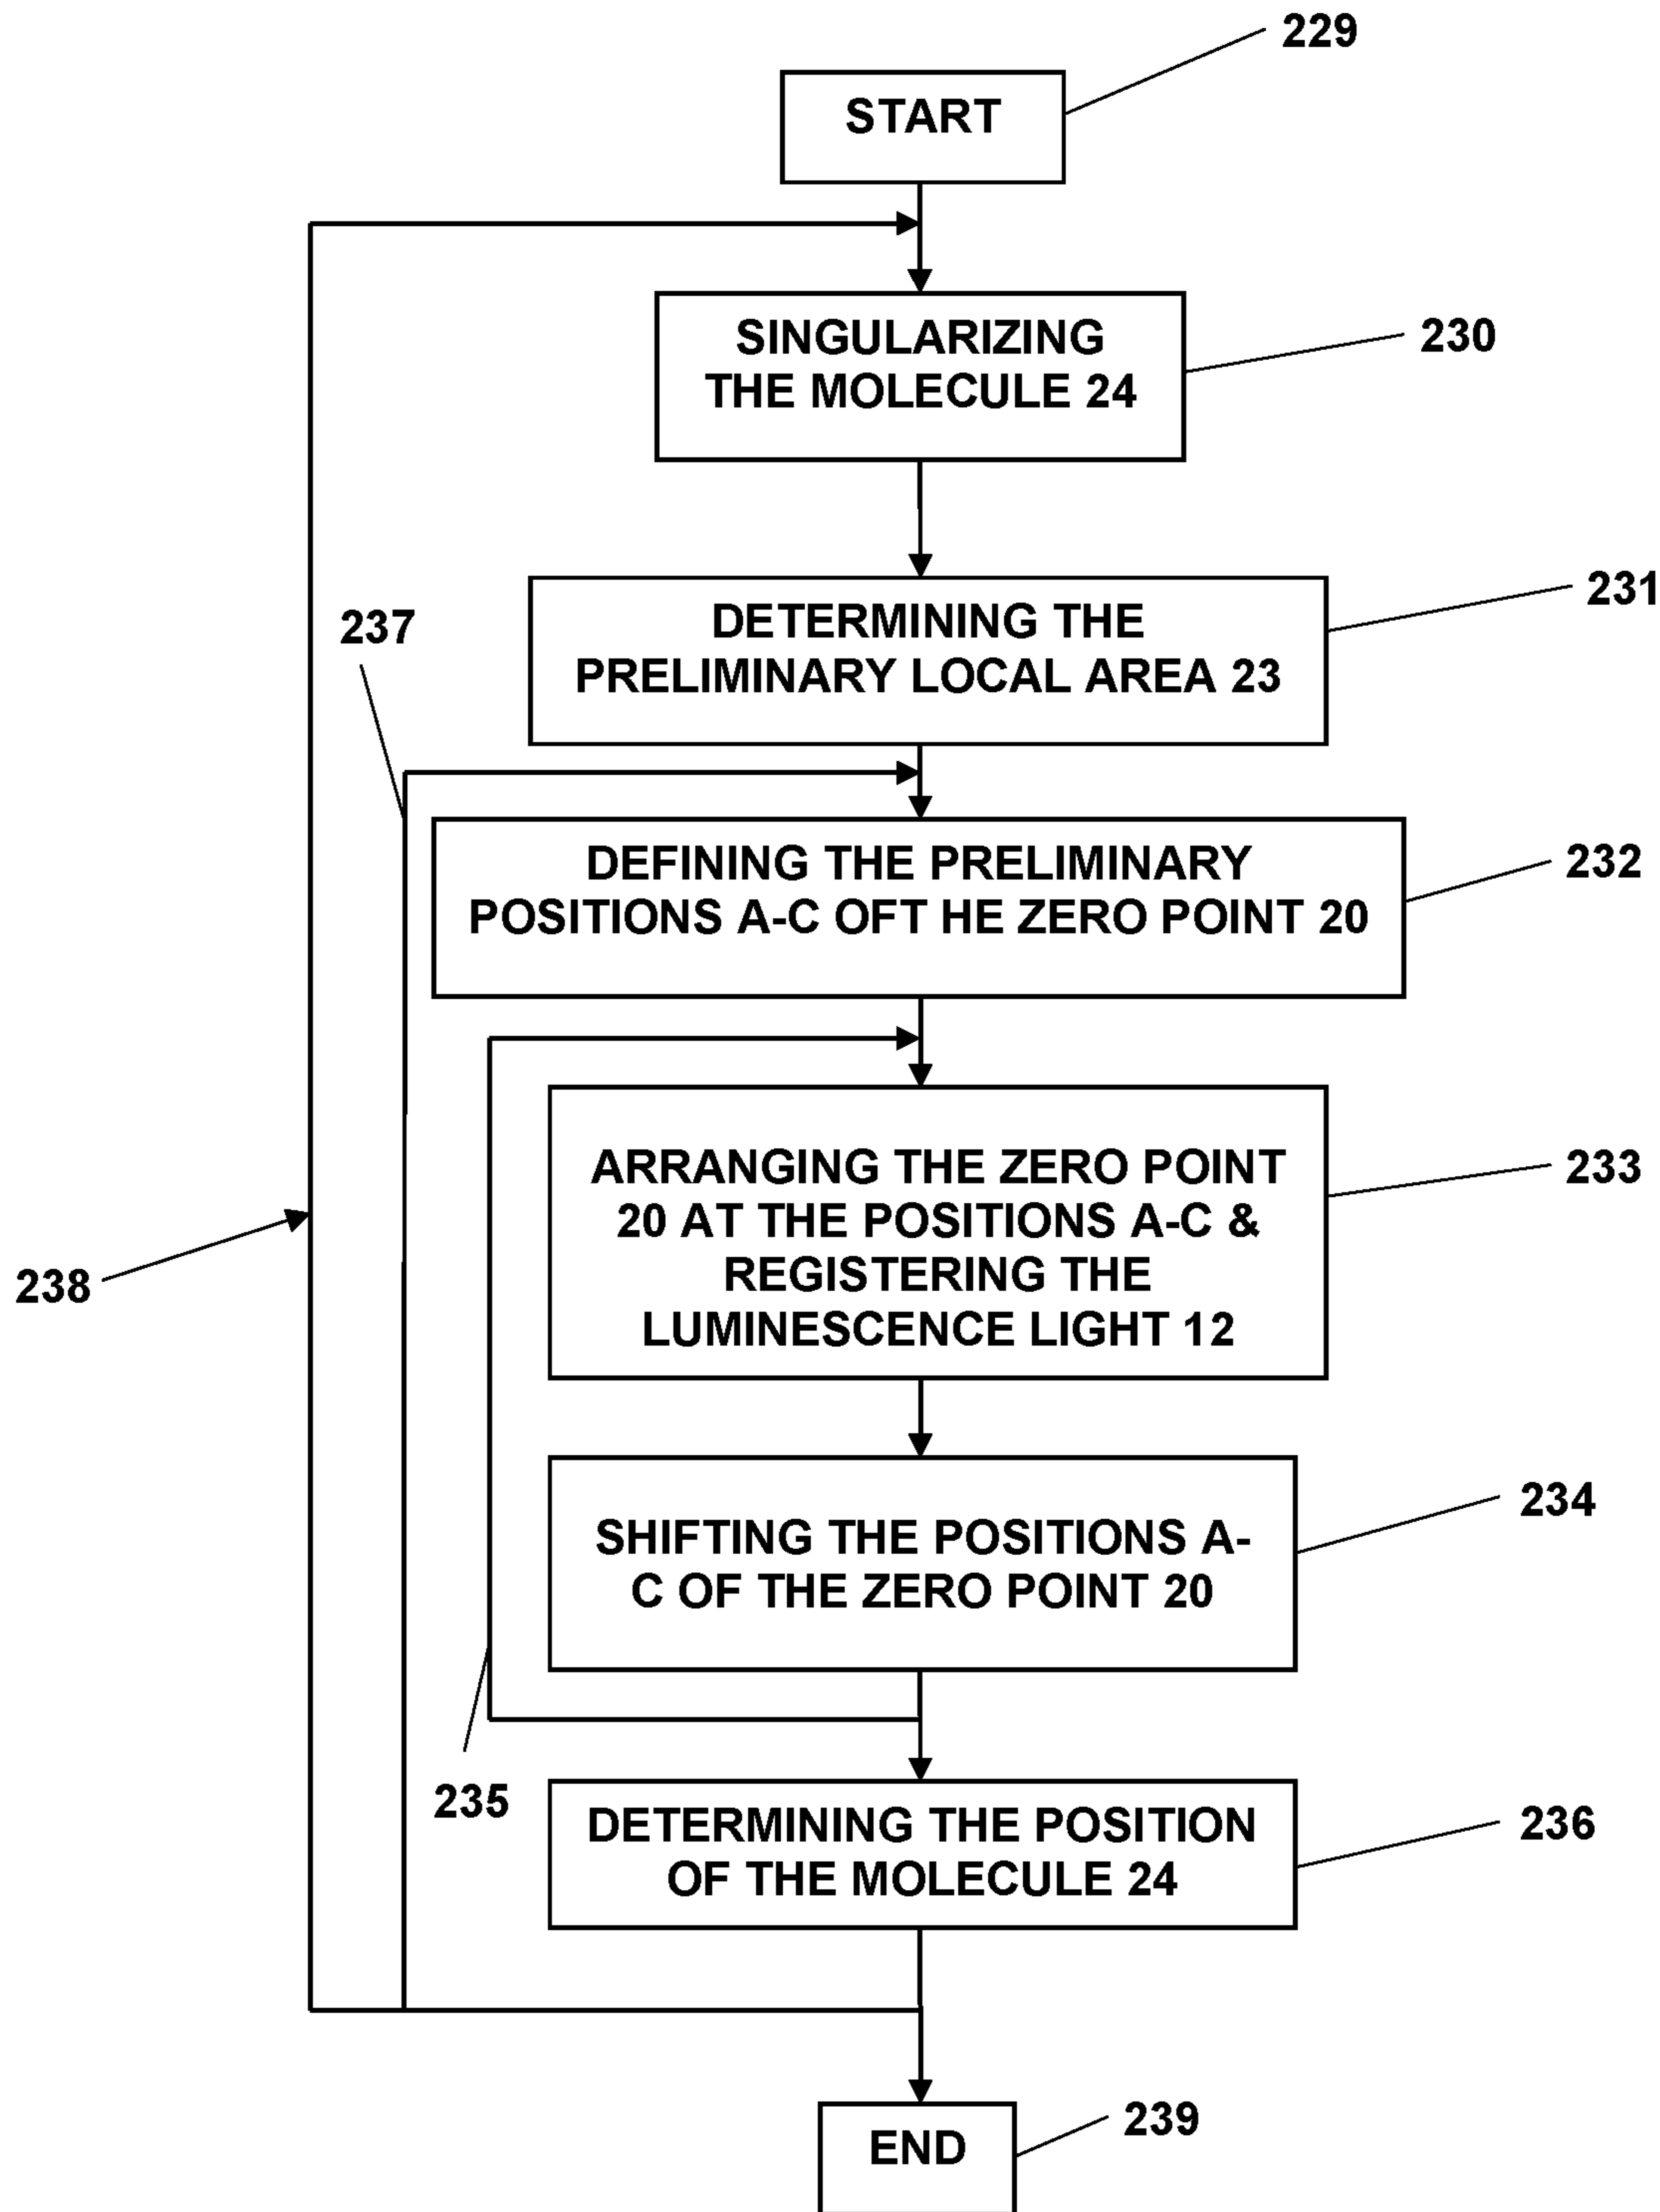 229
START
230
SINGULARIZING
THE MOLECULE 24
231
237
DETERMINING THE
PRELIMINARY LOCAL AREA 23
232
DEFINING THE PRELIMINARY
POSITIONS A-C OFT HE ZERO POINT 20
233
ARRANGING THE ZERO POINT
20 AT THE POSITIONS A-C &
REGISTERING THE
LUMINESCENCE LIGHT 12
238
234
SHIFTING THE POSITIONS A-
C OF THE ZERO POINT 20
235
236
DETERMINING THE POSITION
OF THE MOLECULE 24
239
END